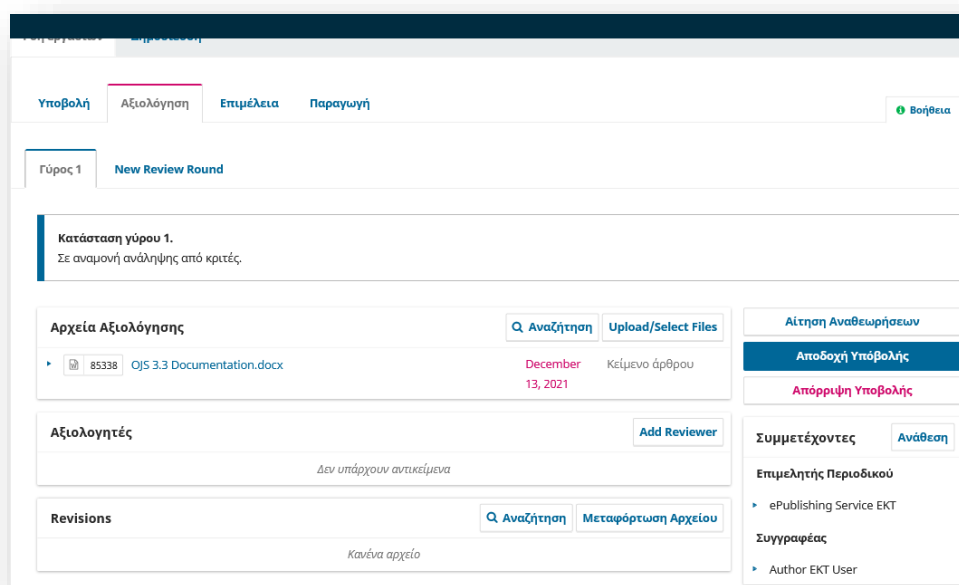 Υποβολή Αξιολόγηση Επιμέλεια Παραγωγή
Βοήθεια
Γύρος 1 New Review Round
Κατάσταση γύρου 1.
Σε αναμονή ανάληψης από κριτές.
Αρχεία Αξιολόγησης Αναζήτηση Upload/Select Files
85338 OJS 3.3 Documentation.docx December 13, 2021 Κείμενο άρθρου
Αξιολογητές Add Reviewer
Δεν υπάρχουν αντικείμενα
Revisions Αναζήτηση Μεταφόρτωση Αρχείου
Κανένα αρχείο
Αίτηση Αναθεωρήσεων
Αποδοχή Υπόβολής
Απόρριψη Υποβολής
Συμμετέχοντες Ανάθεση
Επιμελητής Περιοδικού
ePublishing Service EKT
Συγγραφέας
Author EKT User